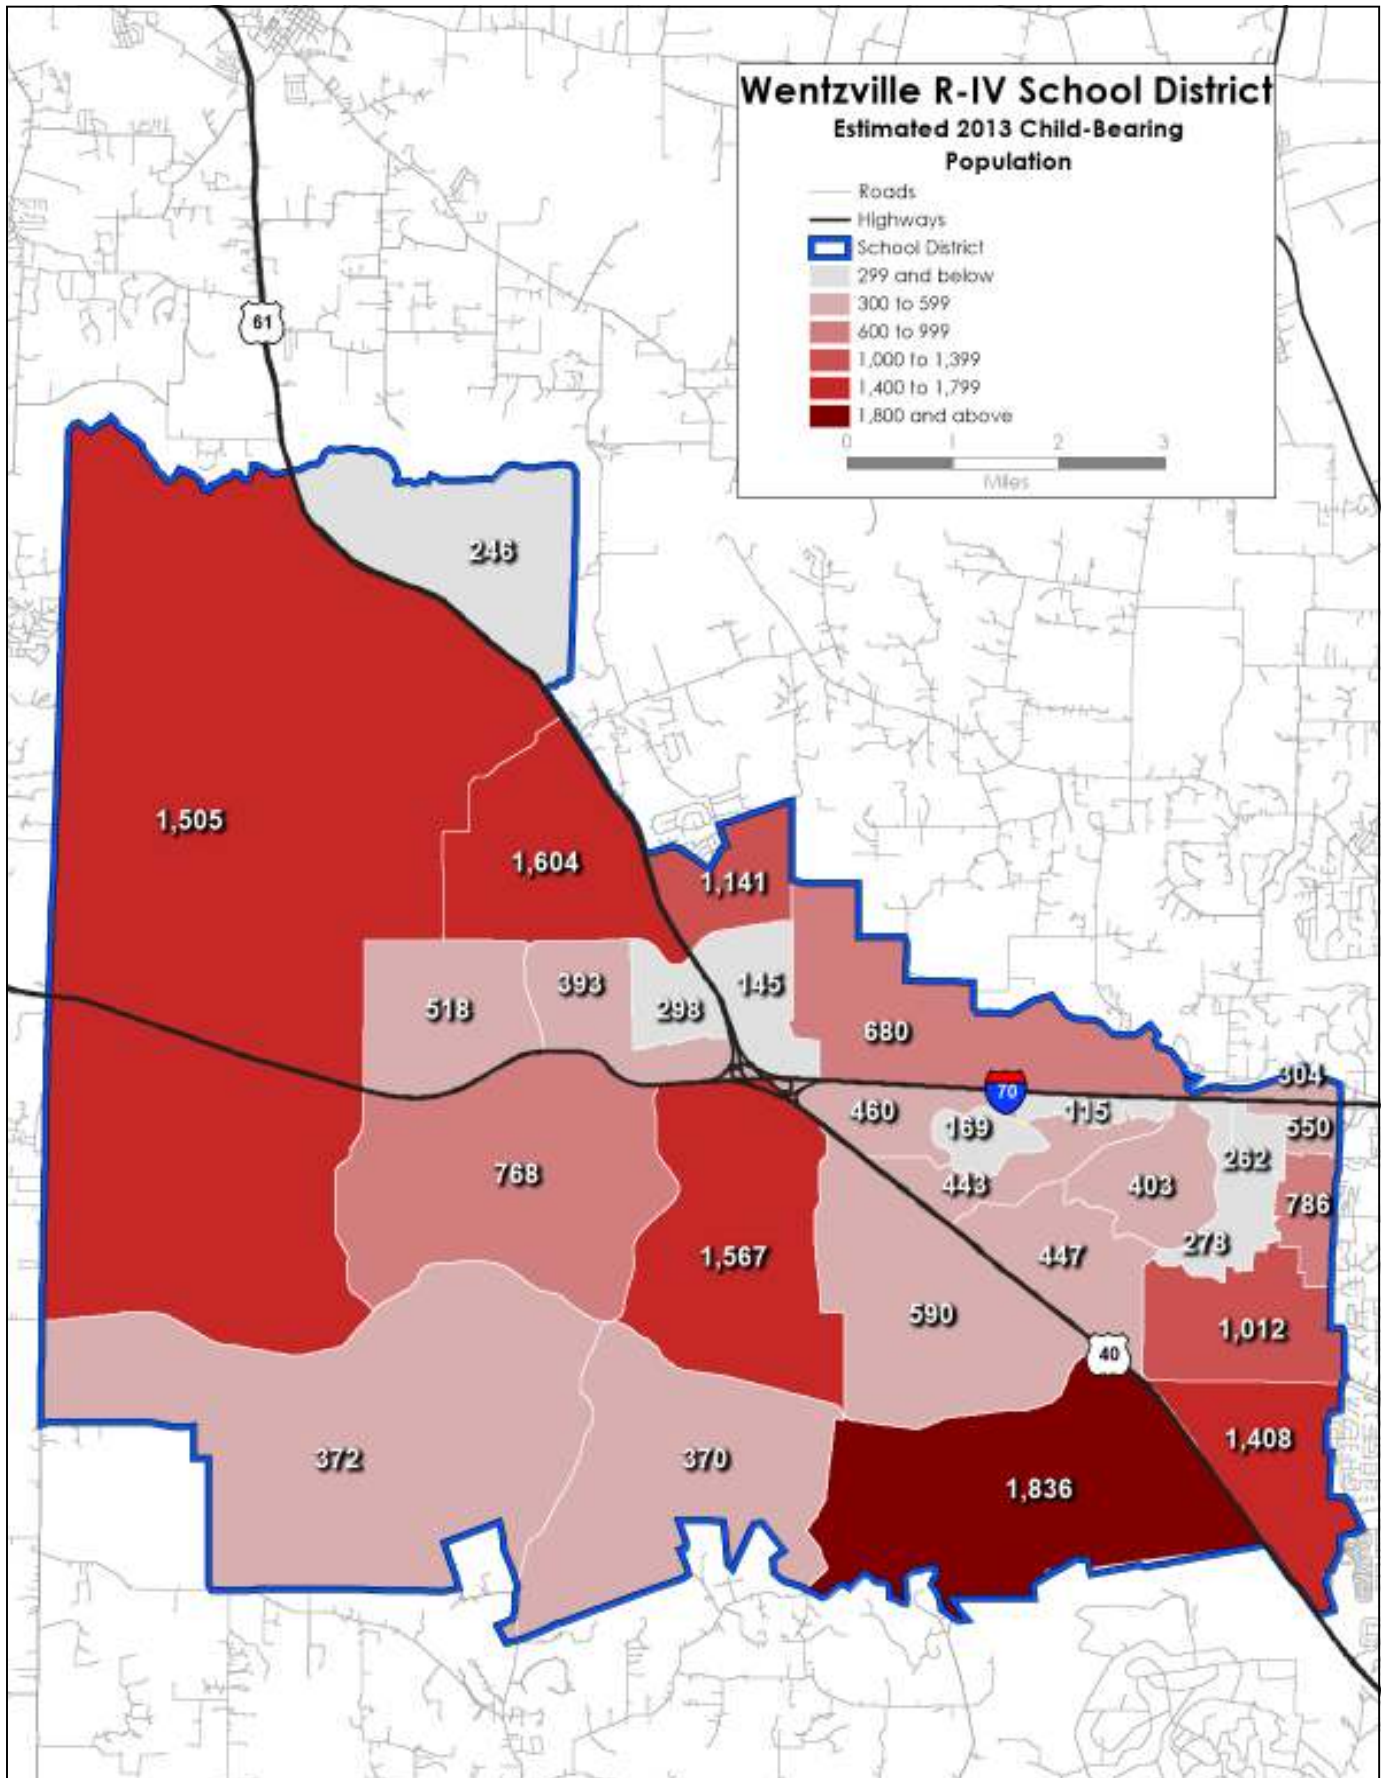 Wentzville R-IV School District
Estimated 2013 Child-Bearing
Population
Roads
Highways
School District
299 and below
300 to 599
600 to 999
1,000 to 1,399
1,400 to 1,799
1,800 and above
0 1 2 3
Miles
61
246
1,505
1,604
1,141
518
393
298
145
680
304
70
460
169
115
550
262
768
443
403
786
1,567
447
278
590
1,012
40
372
370
1,408
1,836